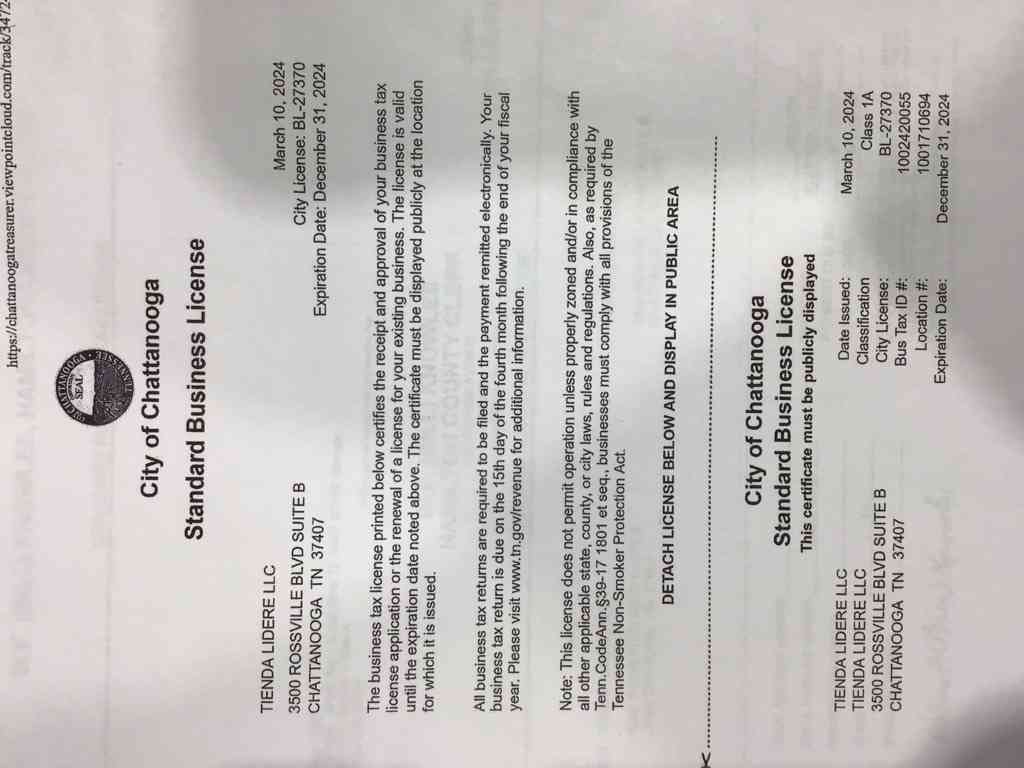 https://chattanoogatreasurer.viewpointcloud.com/track/3472
CHATTANOOGA
SEAL
TENNESSEE
City of Chattanooga
Standard Business License
March 10, 2024
City License: BL-27370
Expiration Date: December 31, 2024
TIENDA LIDERE LLC
3500 ROSSVILLE BLVD SUITE B
CHATTANOOGA TN 37407
The business tax license printed below certifies the receipt and approval of your business tax
license application or the renewal of a license for your existing business. The license is valid
until the expiration date noted above. The certificate must be displayed publicly at the location
for which it is issued.
All business tax returns are required to be filed and the payment remitted electronically. Your
business tax return is due on the 15th day of the fourth month following the end of your fiscal
year. Please visit www.tn.gov/revenue for additional information.
Note: This license does not permit operation unless properly zoned and/or in compliance with
all other applicable state, county, or city laws, rules and regulations. Also, as required by
Tenn.CodeAnn.§39-17 1801 et seq., businesses must comply with all provisions of the
Tennessee Non-Smoker Protection Act.
DETACH LICENSE BELOW AND DISPLAY IN PUBLIC AREA
City of Chattanooga
Standard Business License
This certificate must be publicly displayed
TIENDA LIDERE LLC
TIENDA LIDERE LLC
3500 ROSSVILLE BLVD SUITE B
CHATTANOOGA TN 37407
Date Issued: March 10, 2024
Classification Class 1A
City License: BL-27370
Bus Tax ID #: 1002420055
Location #: 1001710694
Expiration Date: December 31, 2024